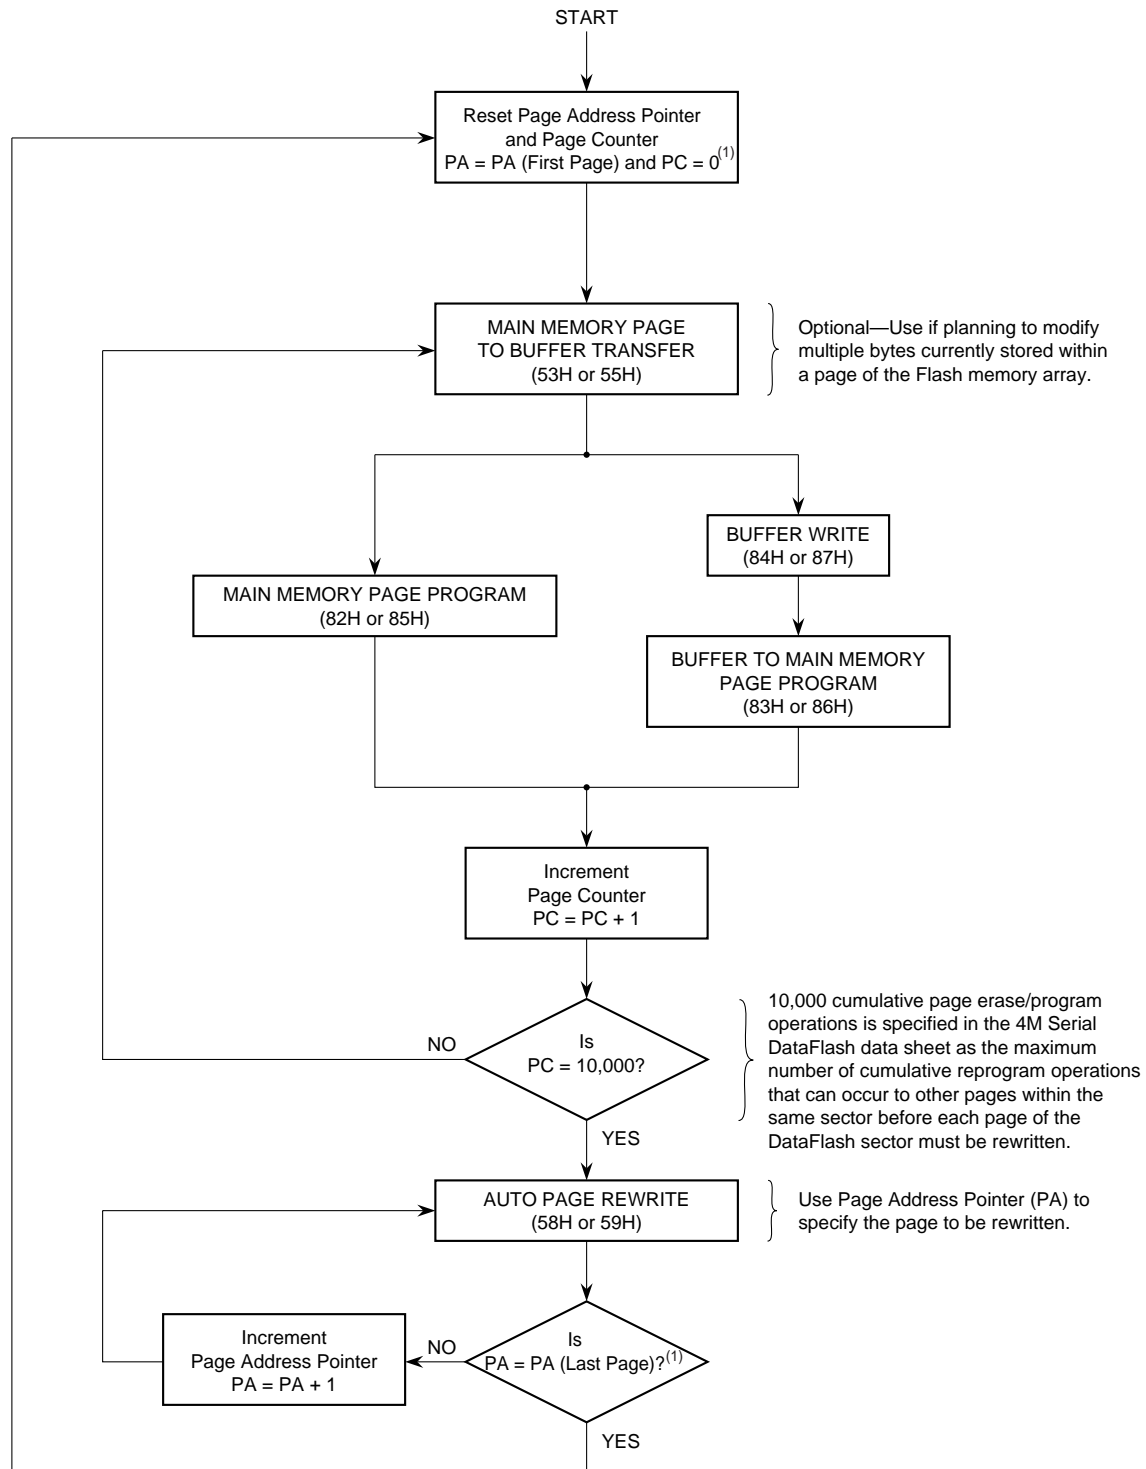 START
Reset Page Address Pointer
and Page Counter
PA = PA (First Page) and PC = 0(1)
MAIN MEMORY PAGE
TO BUFFER TRANSFER
(53H or 55H)
Optional—Use if planning to modify
multiple bytes currently stored within
a page of the Flash memory array.
BUFFER WRITE
(84H or 87H)
MAIN MEMORY PAGE PROGRAM
(82H or 85H)
BUFFER TO MAIN MEMORY
PAGE PROGRAM
(83H or 86H)
Increment
Page Counter
PC = PC + 1
Is
PC = 10,000?
NO
YES
10,000 cumulative page erase/program
operations is specified in the 4M Serial
DataFlash data sheet as the maximum
number of cumulative reprogram operations
that can occur to other pages within the
same sector before each page of the
DataFlash sector must be rewritten.
AUTO PAGE REWRITE
(58H or 59H)
Use Page Address Pointer (PA) to
specify the page to be rewritten.
Increment
Page Address Pointer
PA = PA + 1
NO
Is
PA = PA (Last Page)?(1)
YES